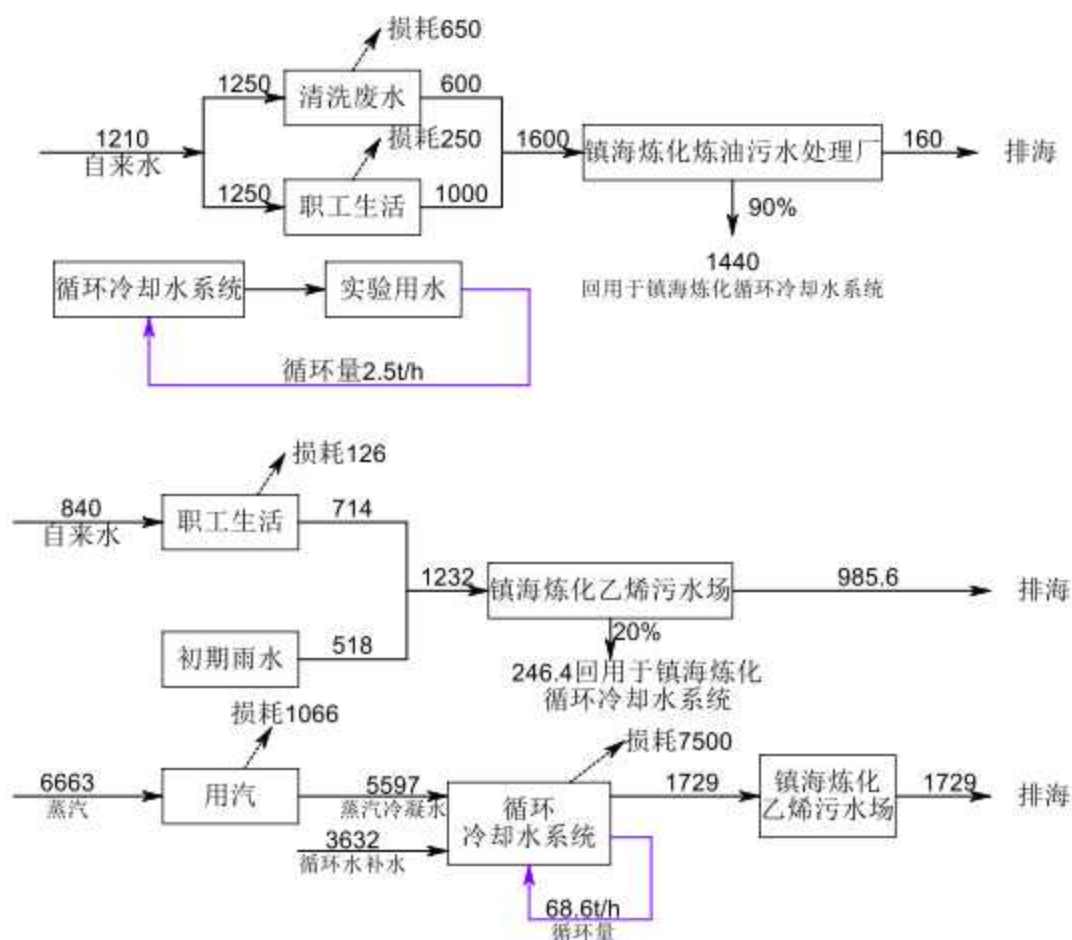 损耗650
1250
清洗废水
600
1210
自来水
损耗250
1600
镇海炼化炼油污水处理厂
160
排海
1250
职工生活
1000
90%
1440
回用于镇海炼化循环冷却水系统
循环冷却水系统
实验用水
循环量2.5t/h
损耗126
840
自来水
职工生活
714
1232
镇海炼化乙烯污水场
985.6
排海
初期雨水
518
20%
246.4回用于镇海炼化
循环冷却水系统
损耗1066
损耗7500
6663
蒸汽
用汽
5597
蒸汽冷凝水
循环
冷却水系统
1729
镇海炼化
乙烯污水场
1729
排海
3632
循环水补水
68.6t/h
循环量